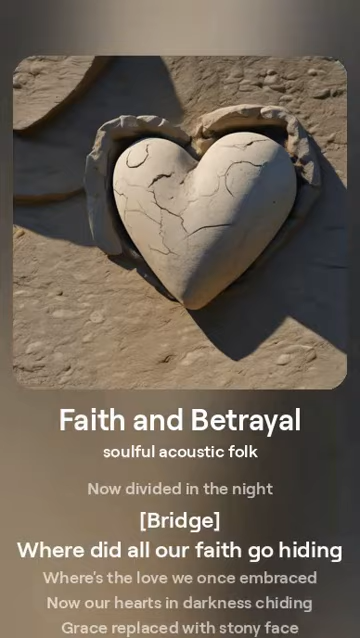 Faith and Betrayal
soulful acoustic folk
Now divided in the night
[Bridge]
Where did all our faith go hiding
Where's the love we once embraced
Now our hearts in darkness chiding
Grace replaced with stony face